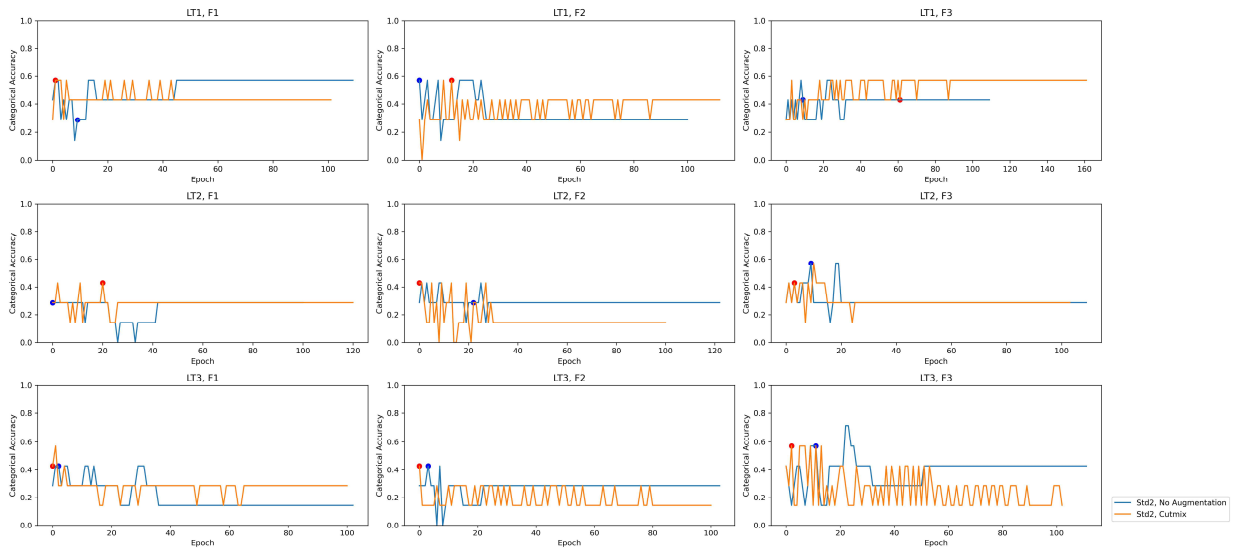 LT1, F1
LT1, F2
LT1, F3
Categorical Accuracy
1.0
0.8
0.6
0.4
0.2
0.0
0 20 40 60 80 100
Epoch
Categorical Accuracy
1.0
0.8
0.6
0.4
0.2
0.0
0 20 40 60 80 100
Epoch
Categorical Accuracy
1.0
0.8
0.6
0.4
0.2
0.0
0 20 40 60 80 100 120 140 160
Epoch
LT2, F1
LT2, F2
LT2, F3
Categorical Accuracy
1.0
0.8
0.6
0.4
0.2
0.0
0 20 40 60 80 100 120
Epoch
Categorical Accuracy
1.0
0.8
0.6
0.4
0.2
0.0
0 20 40 60 80 100 120
Epoch
Categorical Accuracy
1.0
0.8
0.6
0.4
0.2
0.0
0 20 40 60 80 100
Epoch
LT3, F1
LT3, F2
LT3, F3
Categorical Accuracy
1.0
0.8
0.6
0.4
0.2
0.0
0 20 40 60 80 100
Epoch
Categorical Accuracy
1.0
0.8
0.6
0.4
0.2
0.0
0 20 40 60 80 100
Epoch
Categorical Accuracy
1.0
0.8
0.6
0.4
0.2
0.0
0 20 40 60 80 100
Epoch
Std2, No Augmentation
Std2, Cutmix